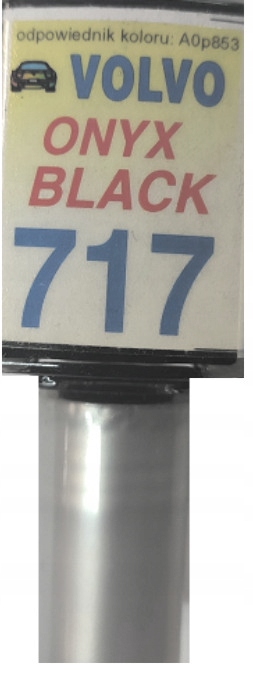 odpowiednik koloru: A0p853
VOLVO
ONYX
BLACK
717